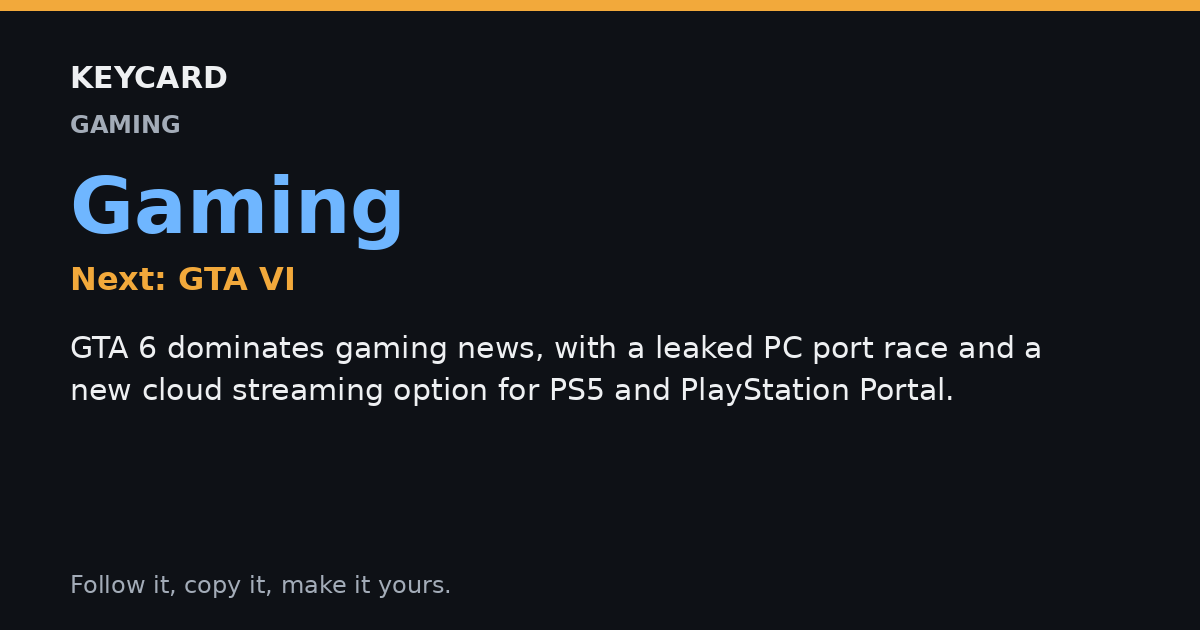 KEYCARD
GAMING
Gaming
Next: GTA VI
GTA 6 dominates gaming news, with a leaked PC port race and a
new cloud streaming option for PS5 and PlayStation Portal.
Follow it, copy it, make it yours.